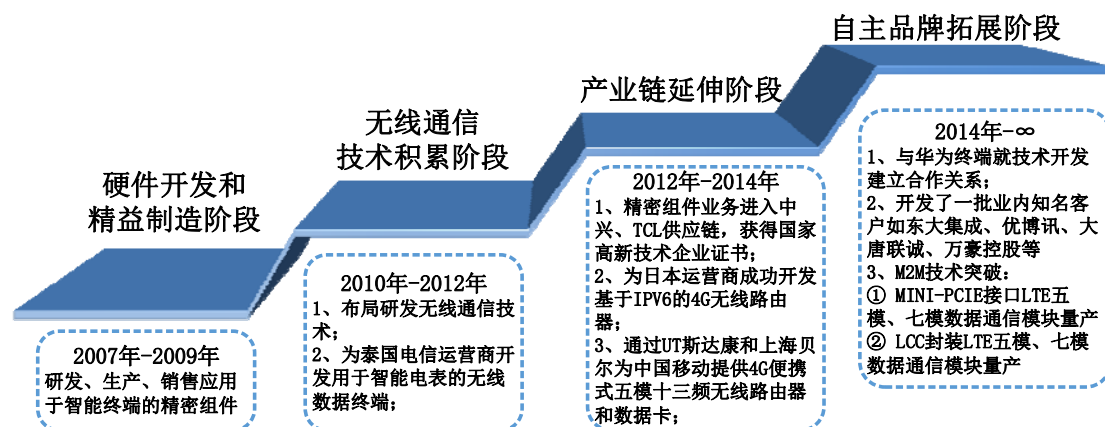 硬件开发和
精益制造阶段
2007年-2009年
研发、生产、销售应用
于智能终端的精密组件
无线通信
技术积累阶段
2010年-2012年
1、布局研发无线通信技
术；
2、为泰国电信运营商开
发用于智能电表的无线
数据终端；
产业链延伸阶段
2012年-2014年
1、精密组件业务进入中
兴、TCL供应链，获得国家
高新技术企业证书；
2、为日本运营商成功开发
基于IPV6的4G无线路由
器；
3、通过UT斯达康和上海贝
尔为中国移动提供4G便携
式五模十三频无线路由器
和数据卡；
自主品牌拓展阶段
2014年-∞
1、与华为终端就技术开发
建立合作关系；
2、开发了一批业内知名客
户如东大集成、优博讯、大
唐联诚、万豪控股等
3、M2M技术突破：
① MINI-PCIE接口LTE五
模、七模数据通信模块量产
② LCC封装LTE五模、七模
数据通信模块量产